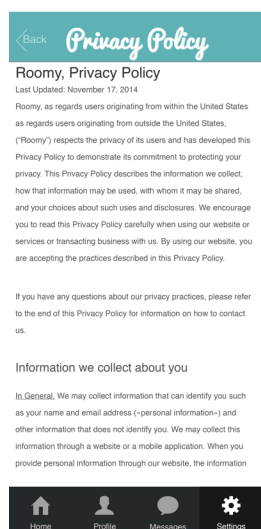 Back Privacy Policy
Roomy, Privacy Policy
Last Updated: November 17, 2014
Roomy, as regards users originating from within the United States
as regards users originating from outside the United States,
("Roomy") respects the privacy of its users and has developed this
Privacy Policy to demonstrate its commitment to protecting your
privacy. This Privacy Policy describes the information we collect,
how that information may be used, with whom it may be shared,
and your choices about such uses and disclosures. We encourage
you to read this Privacy Policy carefully when using our website or
services or transacting business with us. By using our website, you
are accepting the practices described in this Privacy Policy.
If you have any questions about our privacy practices, please refer
to the end of this Privacy Policy for information on how to contact
us.
Information we collect about you
In General. We may collect information that can identify you such
as your name and email address («personal information») and
other information that does not identify you. We may collect this
information through a website or a mobile application. When you
provide personal information through our website, the information
Home Profile Messages Settings